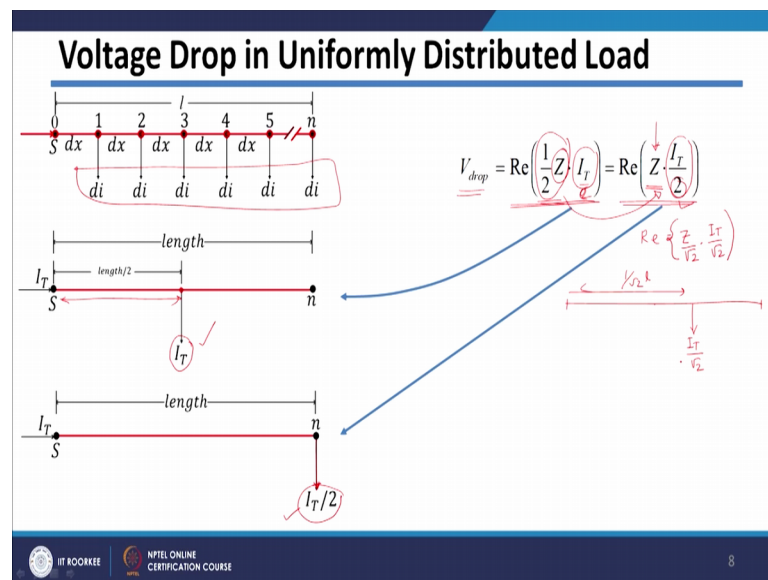 Voltage Drop in Uniformly Distributed Load
l
0 1 2 3 4 5 n
S dx dx dx dx dx
di di di di di di
V_drop = Re(1/2 Z · I_T) = Re(Z · I_T/2)
Re{Z/√2 · I_T/√2)
1/√2 l
I_T/√2
length
length/2
I_T
S n
I_T
length
I_T n
S
I_T/2
IIT ROORKEE
NPTEL ONLINE
CERTIFICATION COURSE
8